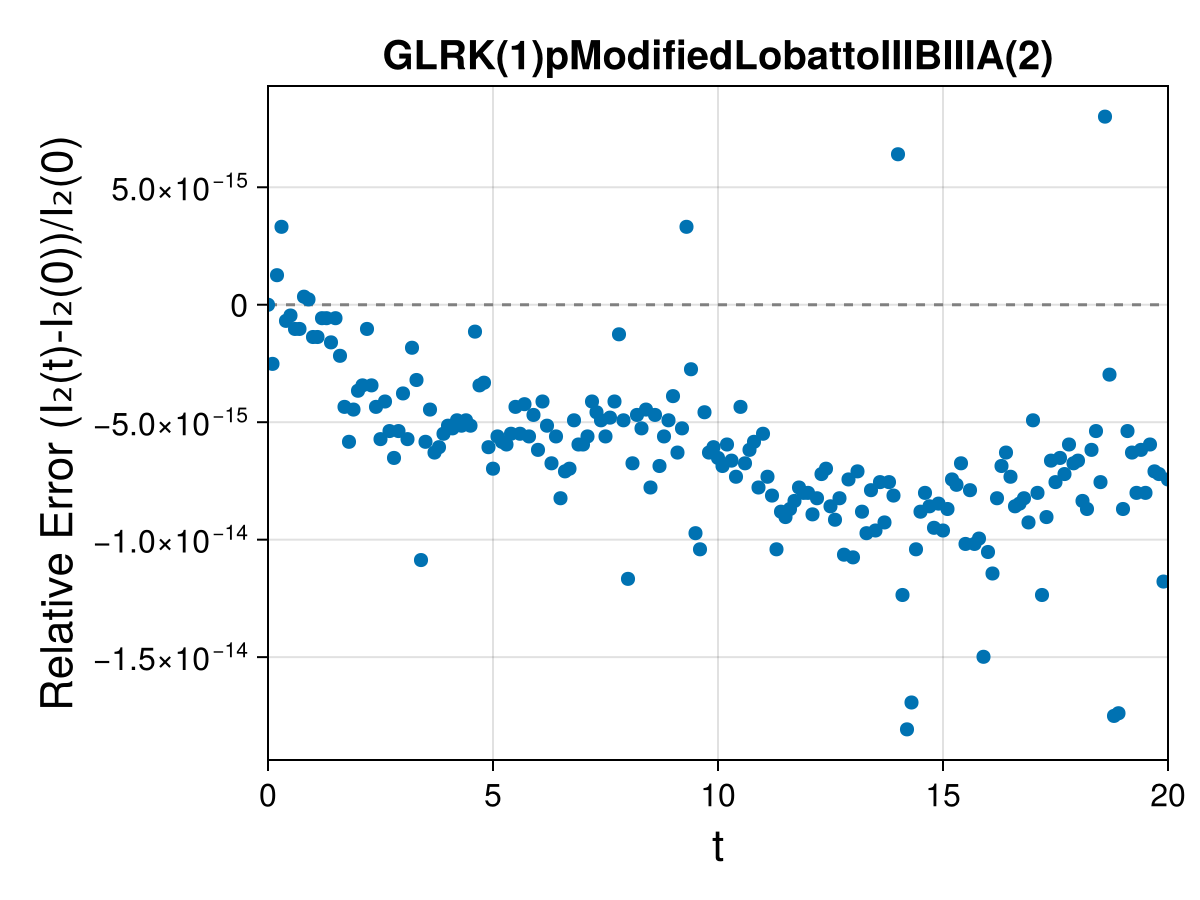 GLRK(1)pModifiedLobattoIIIBIIIA(2)
Relative Error (I₂(t)-I₂(0))/I₂(0)
5.0×10⁻¹⁵
0
−5.0×10⁻¹⁵
−1.0×10⁻¹⁴
−1.5×10⁻¹⁴
0 5 10 15 20
t